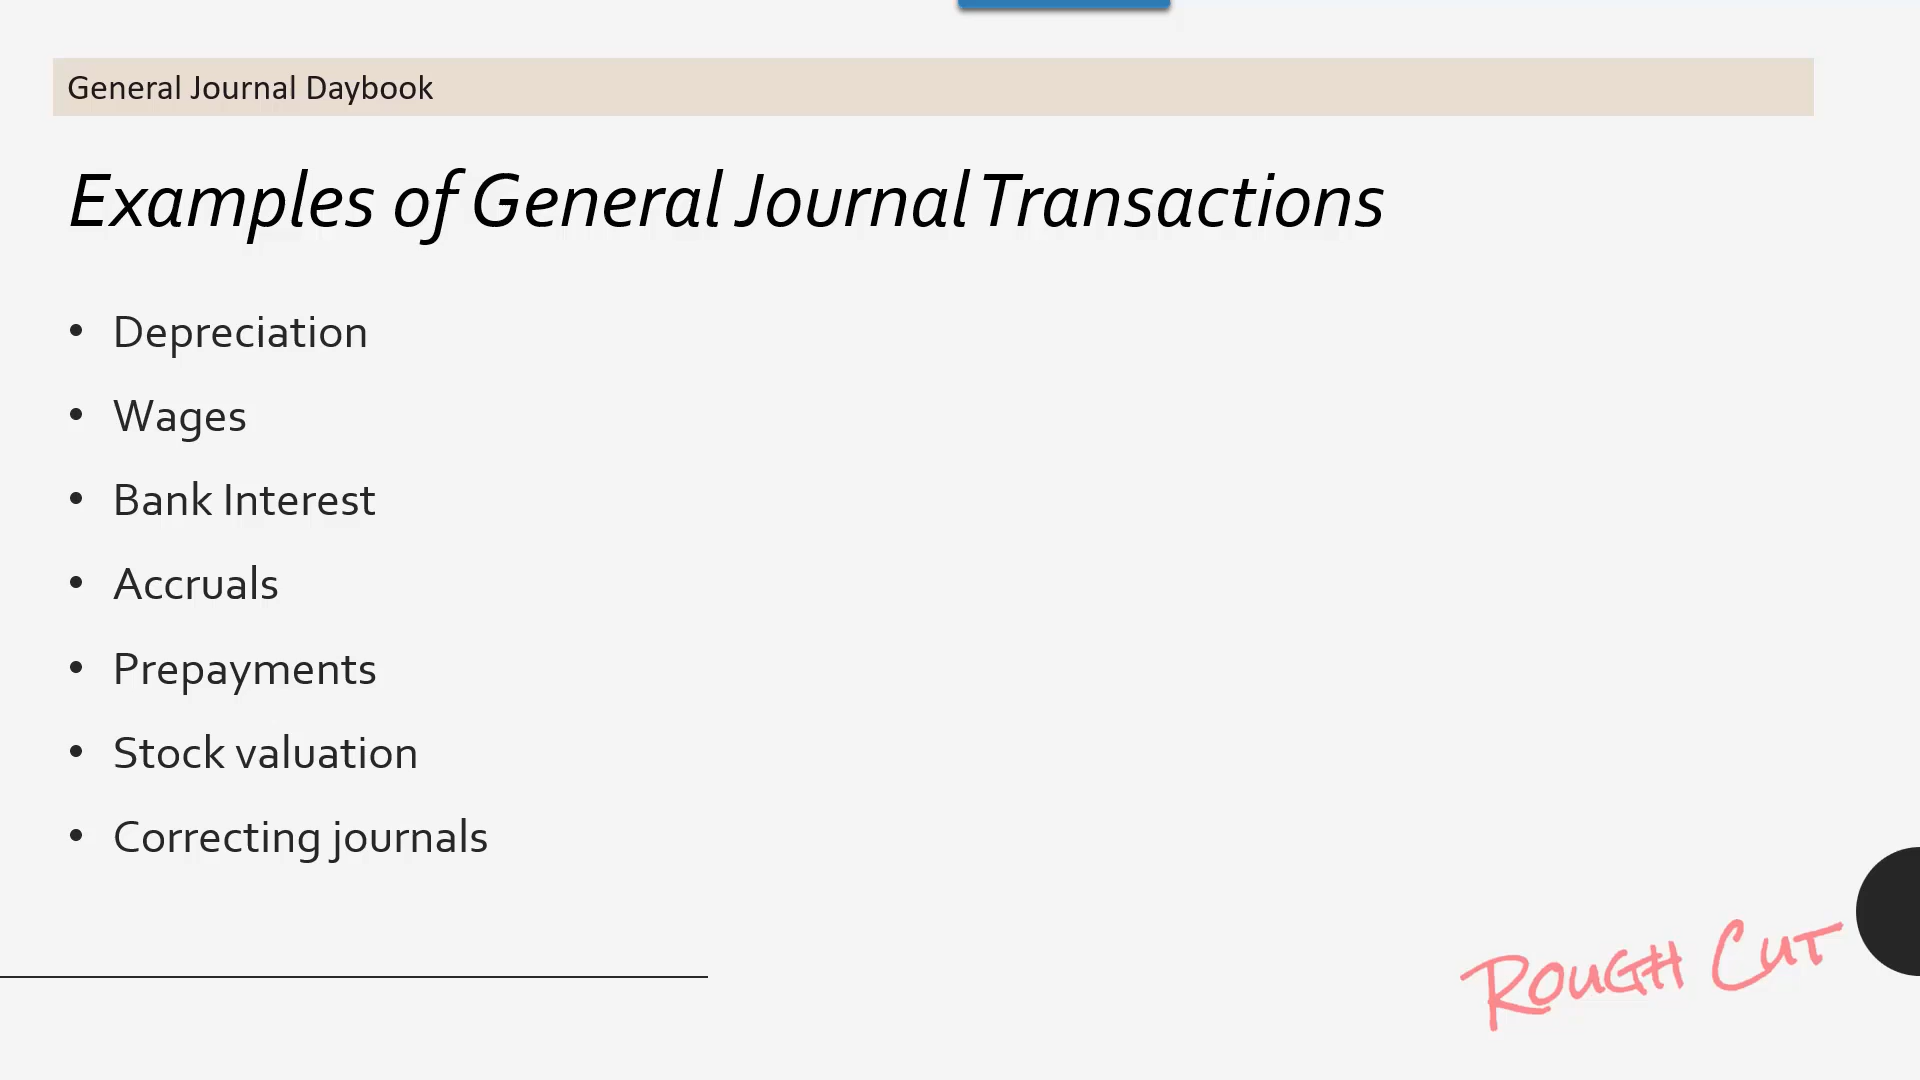 General Journal Daybook
Examples of General Journal Transactions
• Depreciation
• Wages
• Bank Interest
• Accruals
• Prepayments
• Stock valuation
• Correcting journals
ROUGH CUT